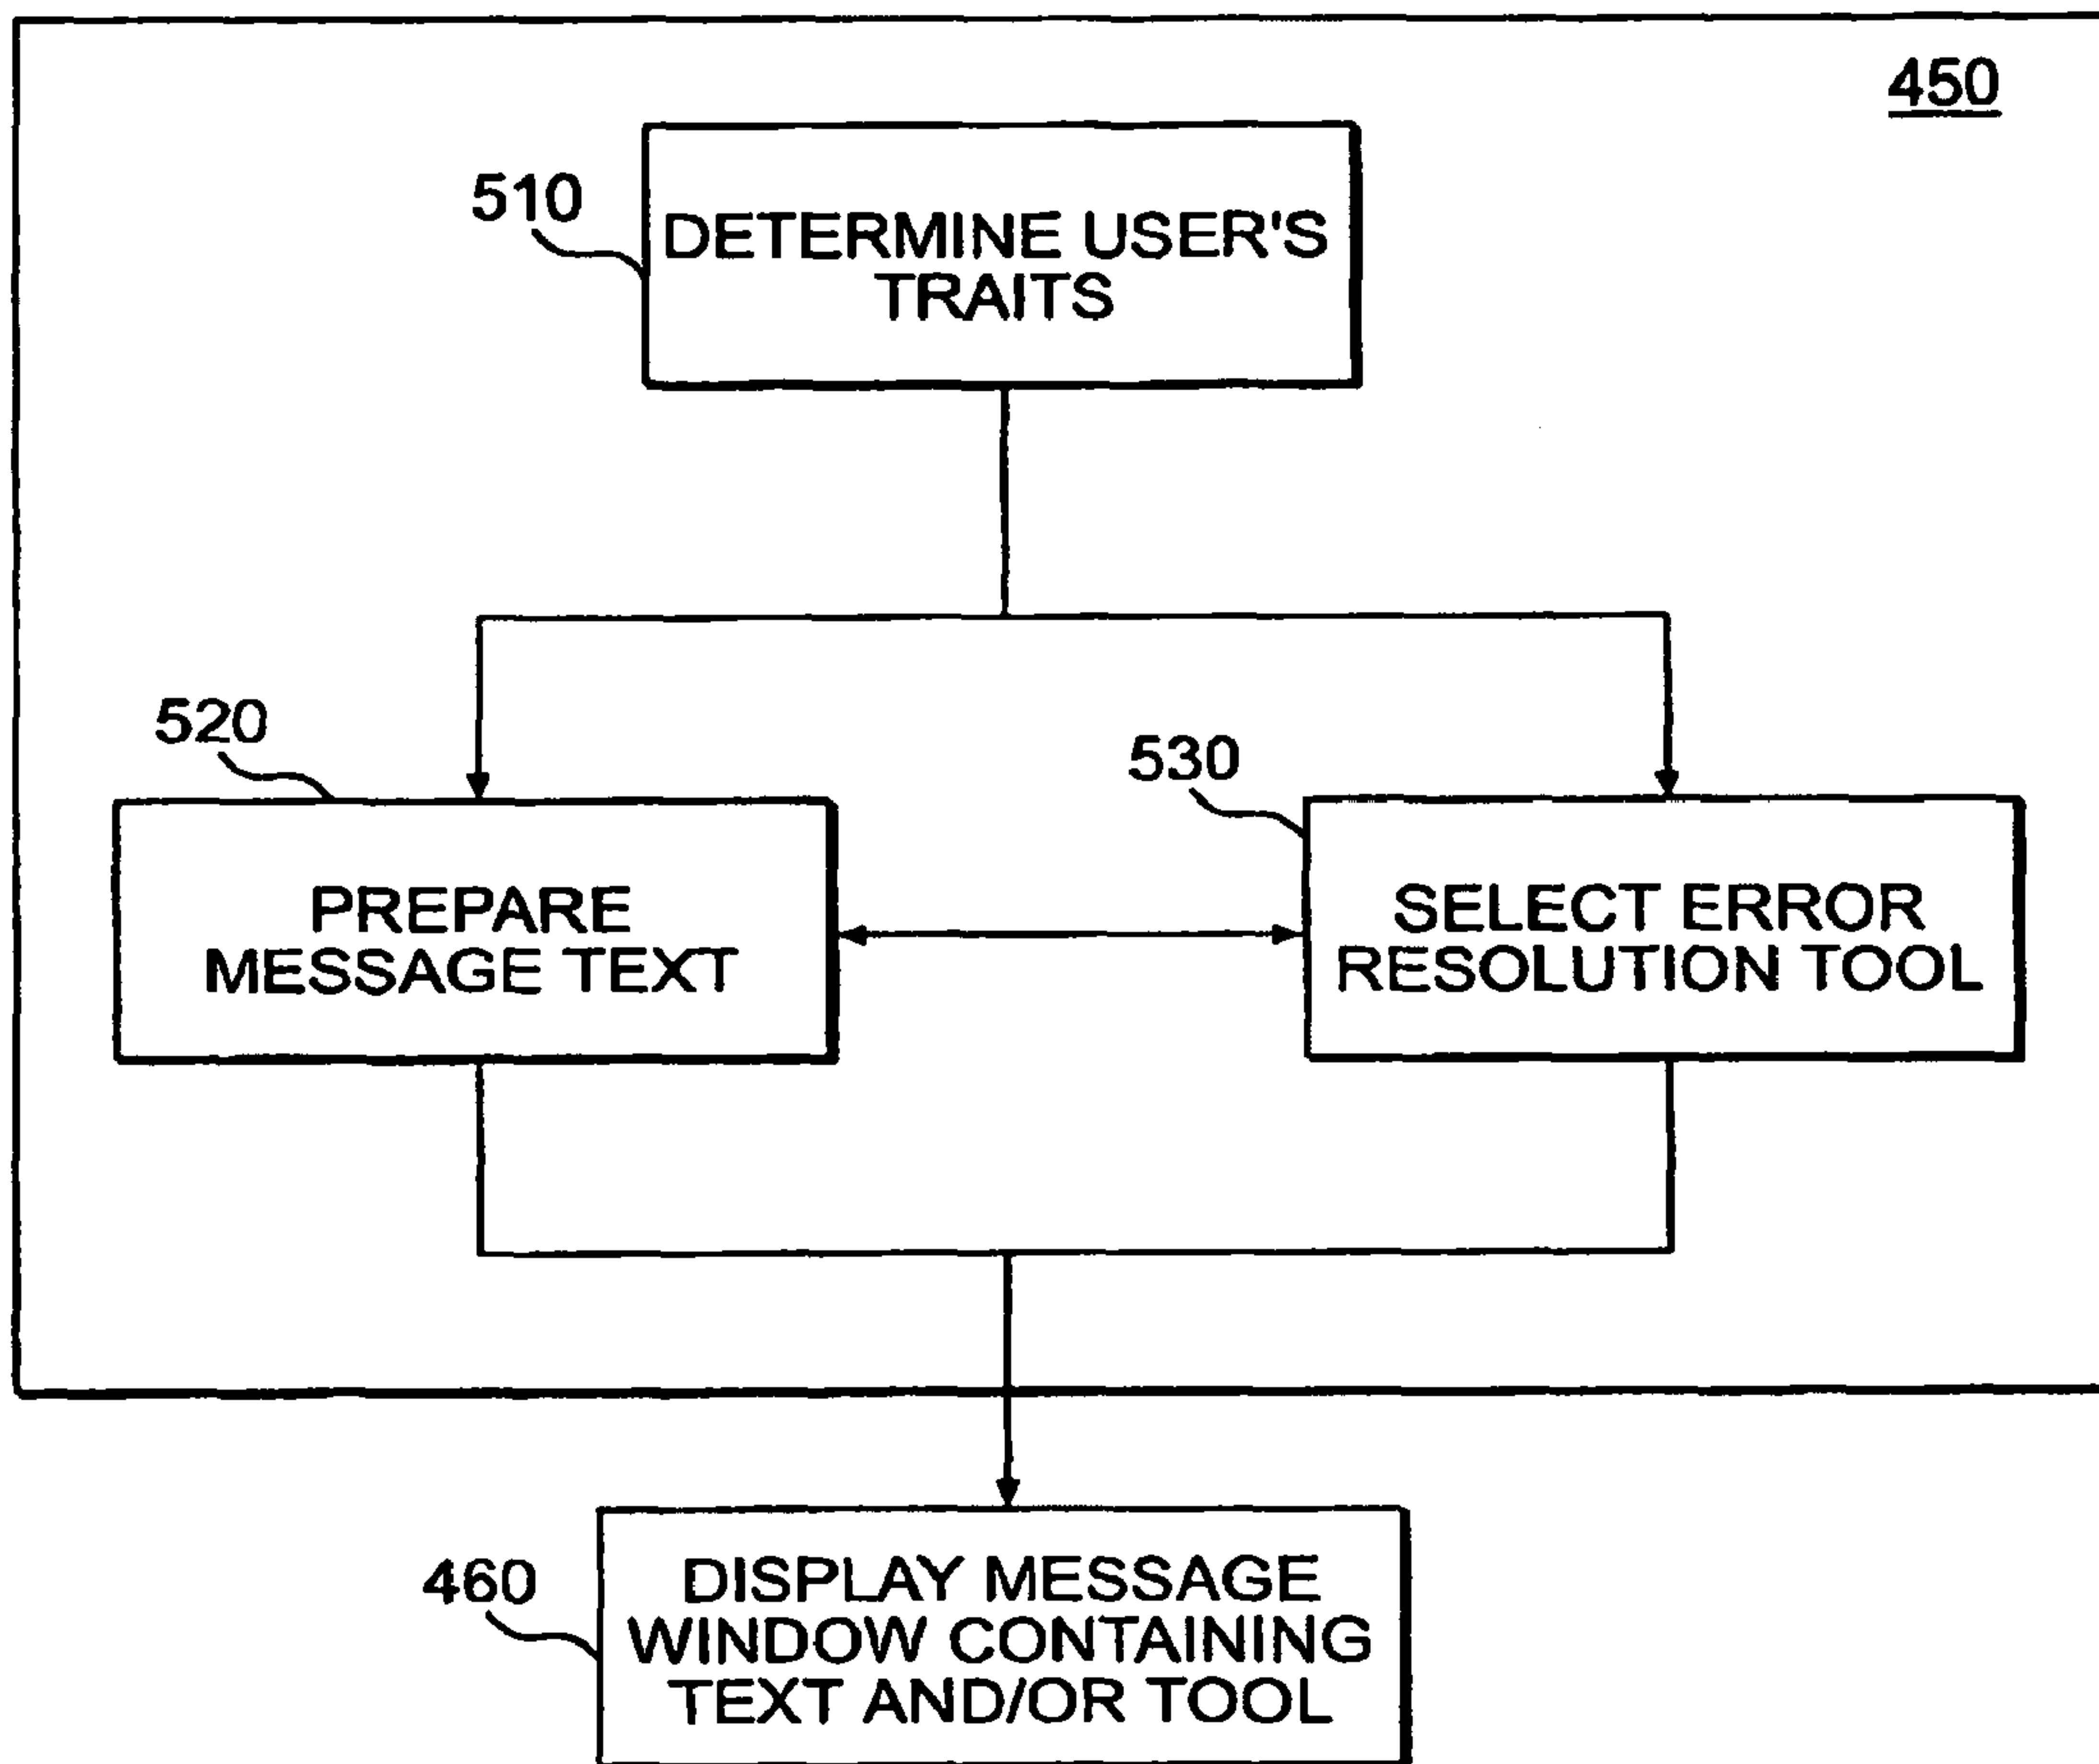 450
510
DETERMINE USER'S
TRAITS
520
530
PREPARE
MESSAGE TEXT
SELECT ERROR
RESOLUTION TOOL
460
DISPLAY MESSAGE
WINDOW CONTAINING
TEXT AND/OR TOOL